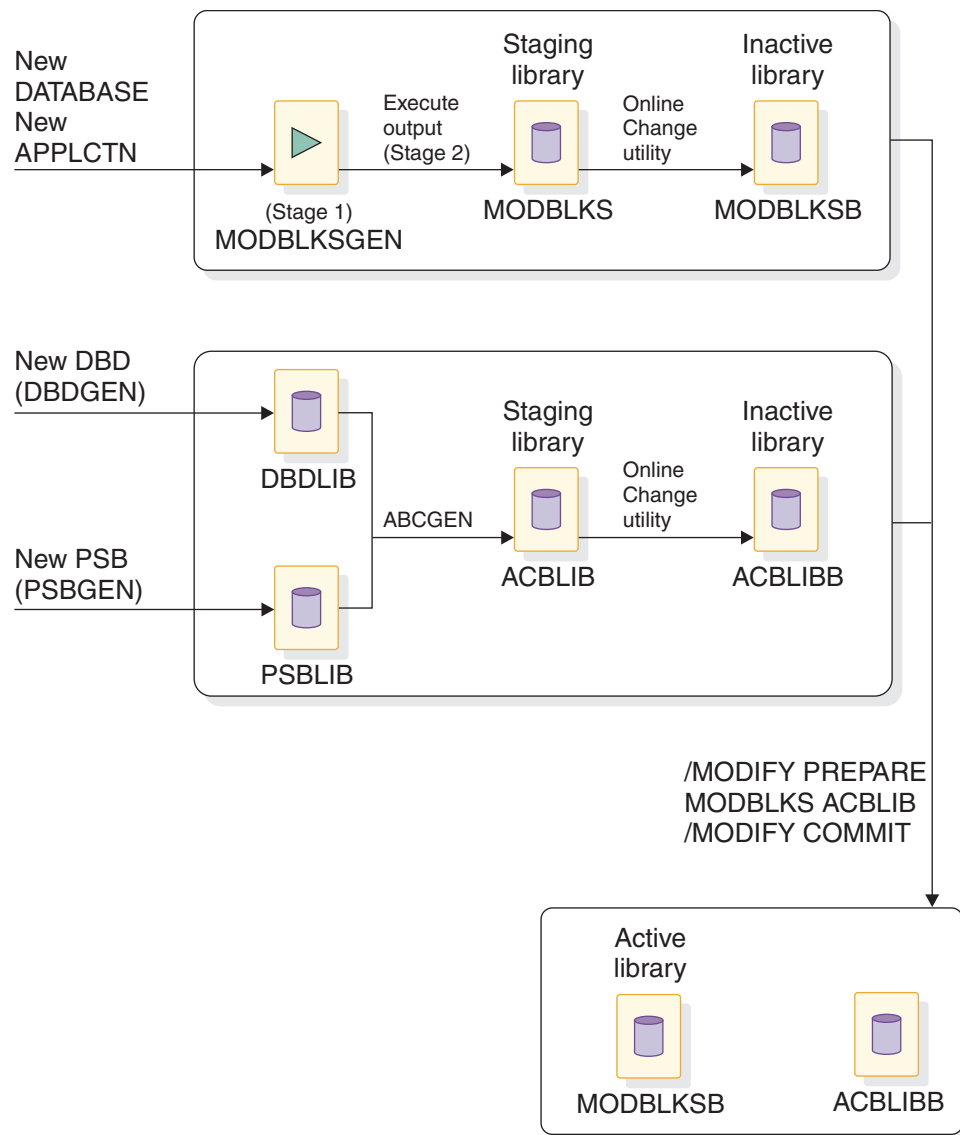 New
DATABASE
New
APPLCTN
(Stage 1)
MODBLKSGEN
Execute
output
(Stage 2)
Staging
library
MODBLKS
Online
Change
utility
Inactive
library
MODBLKSB
New DBD
(DBDGEN)
DBDLIB
New PSB
(PSBGEN)
PSBLIB
ABCGEN
Staging
library
ACBLIB
Online
Change
utility
Inactive
library
ACBLIBB
/MODIFY PREPARE
MODBLKS ACBLIB
/MODIFY COMMIT
Active
library
MODBLKSB
ACBLIBB